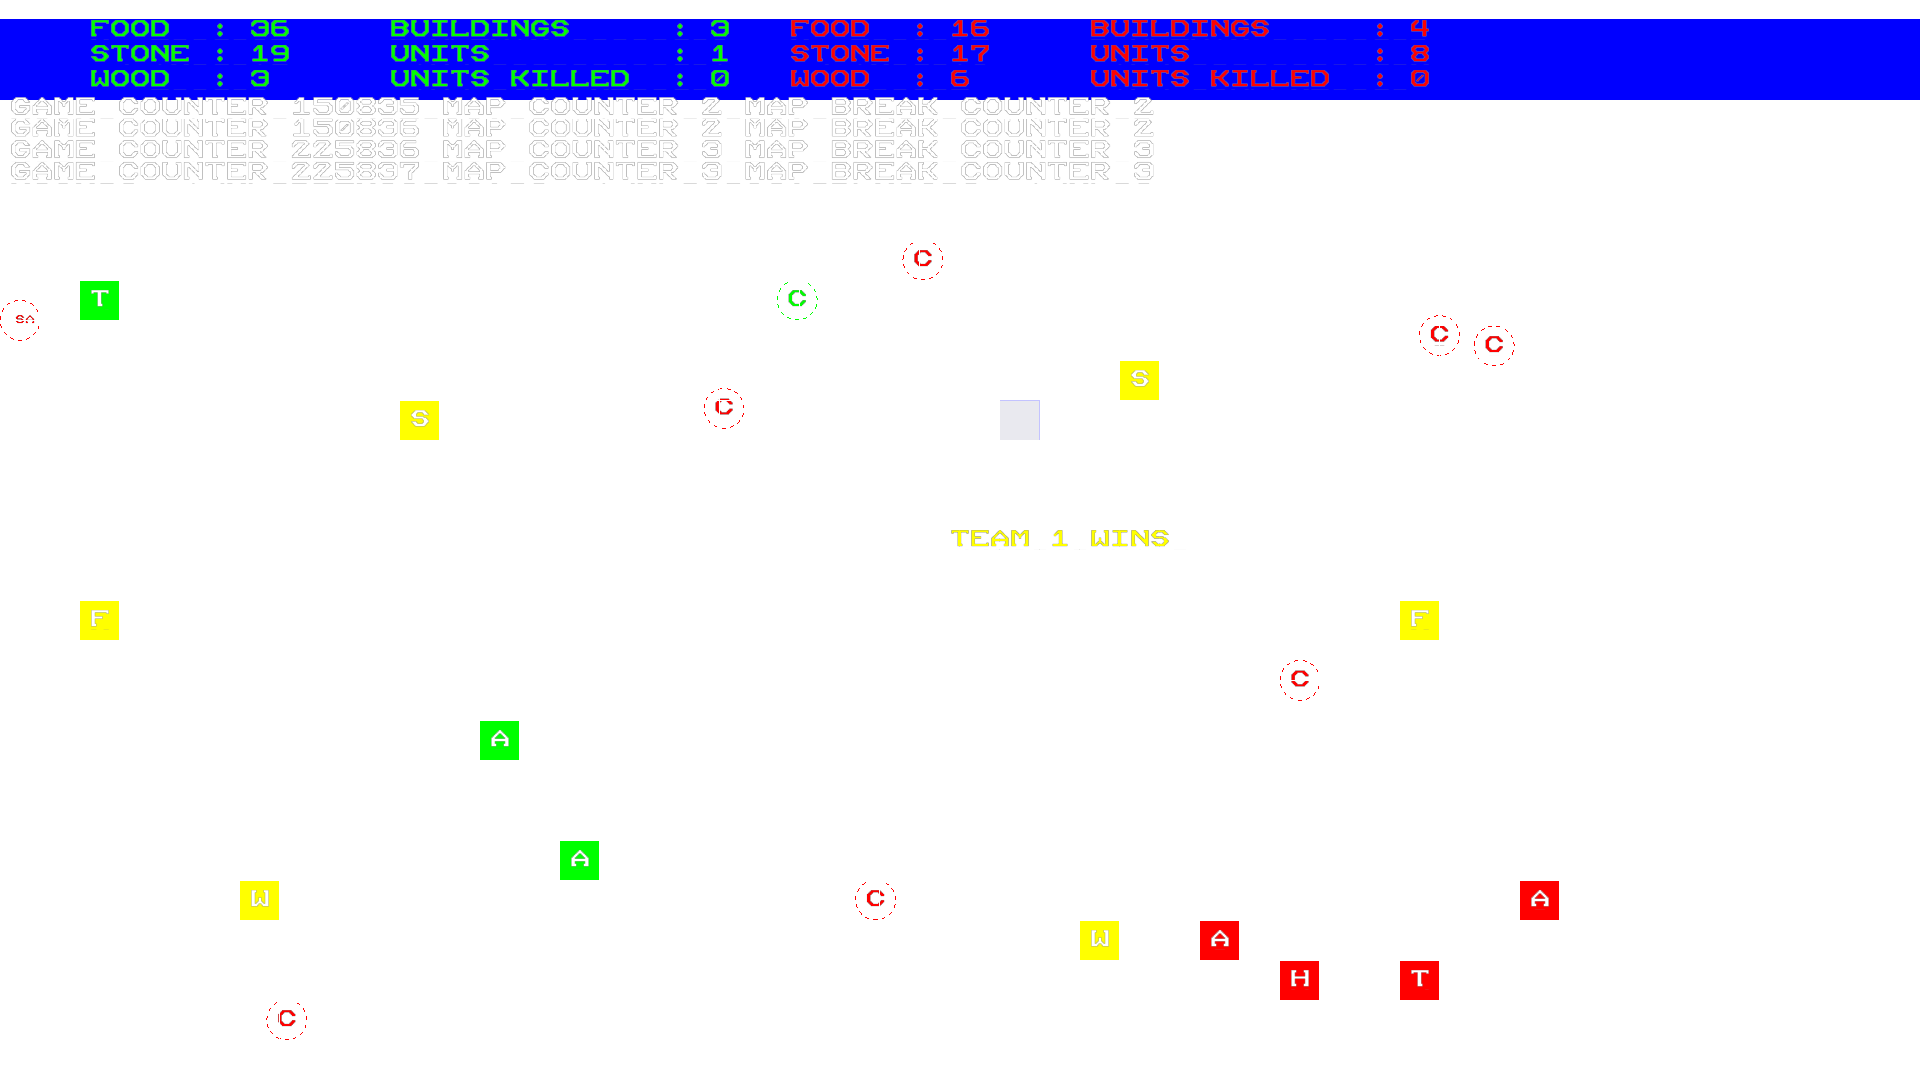 FOOD : 36 BUILDINGS : 3 FOOD : 16 BUILDINGS : 4
STONE : 19 UNITS : 1 STONE : 17 UNITS : 8
WOOD : 3 UNITS KILLED : 0 WOOD : 6 UNITS KILLED : 0
GAME COUNTER 150835 MAP COUNTER 2 MAP BREAK COUNTER 2
GAME COUNTER 150836 MAP COUNTER 2 MAP BREAK COUNTER 2
GAME COUNTER 225836 MAP COUNTER 3 MAP BREAK COUNTER 3
GAME COUNTER 225837 MAP COUNTER 3 MAP BREAK COUNTER 3
C
T C
SA C C
S
C S
TEAM 1 WINS
F F
C
A
A
W C A
W A
H T
C